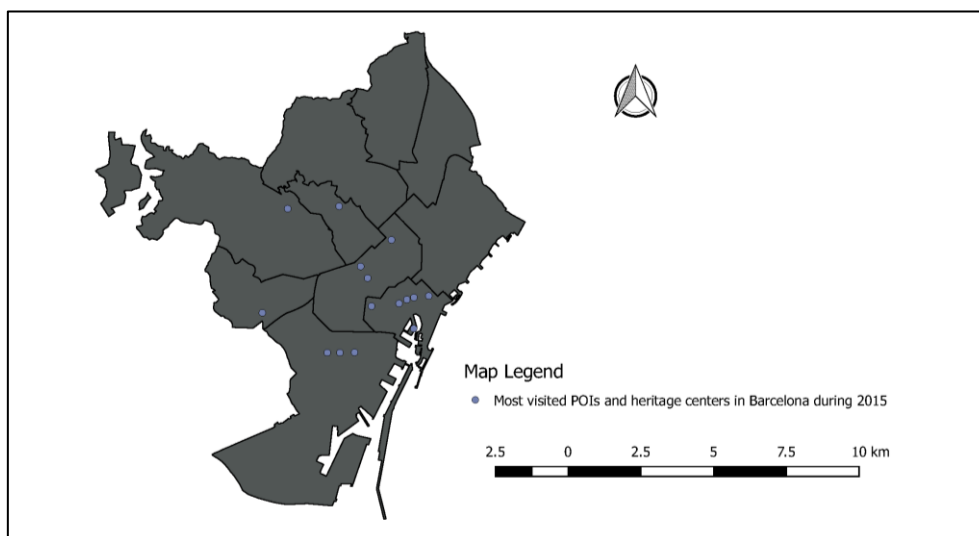 Map Legend
Most visited POIs and heritage centers in Barcelona during 2015
2.5 0 2.5 5 7.5 10 km